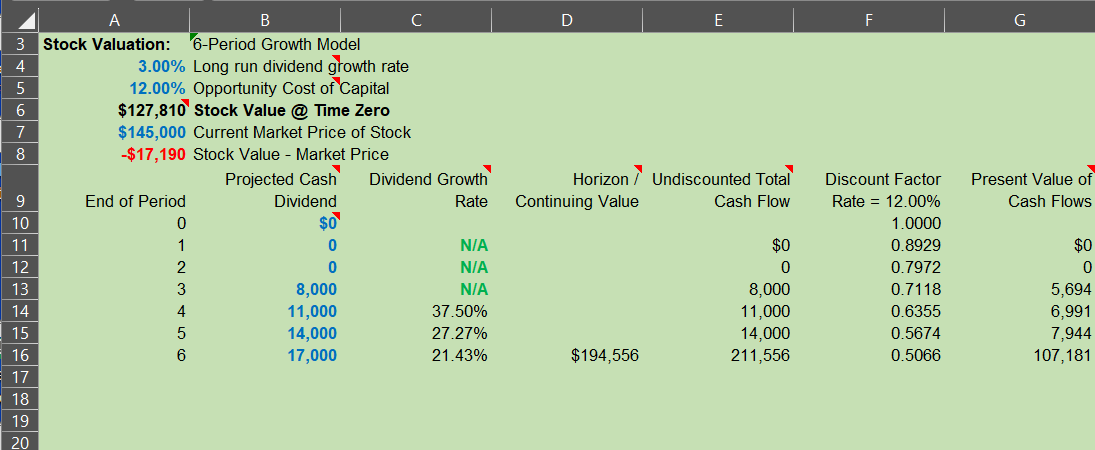 A B C D E F G
3 Stock Valuation: 6-Period Growth Model
4 3.00% Long run dividend growth rate
5 12.00% Opportunity Cost of Capital
6 $127,810 Stock Value @ Time Zero
7 $145,000 Current Market Price of Stock
8 -$17,190 Stock Value - Market Price
Projected Cash Dividend Growth Horizon / Undiscounted Total Discount Factor Present Value of
9 End of Period Dividend Rate Continuing Value Cash Flow Rate = 12.00% Cash Flows
10 0 $0 1.0000
11 1 0 N/A $0 0.8929 $0
12 2 0 N/A 0 0.7972 0
13 3 8,000 N/A 8,000 0.7118 5,694
14 4 11,000 37.50% 11,000 0.6355 6,991
15 5 14,000 27.27% 14,000 0.5674 7,944
16 6 17,000 21.43% $194,556 211,556 0.5066 107,181
17
18
19
20